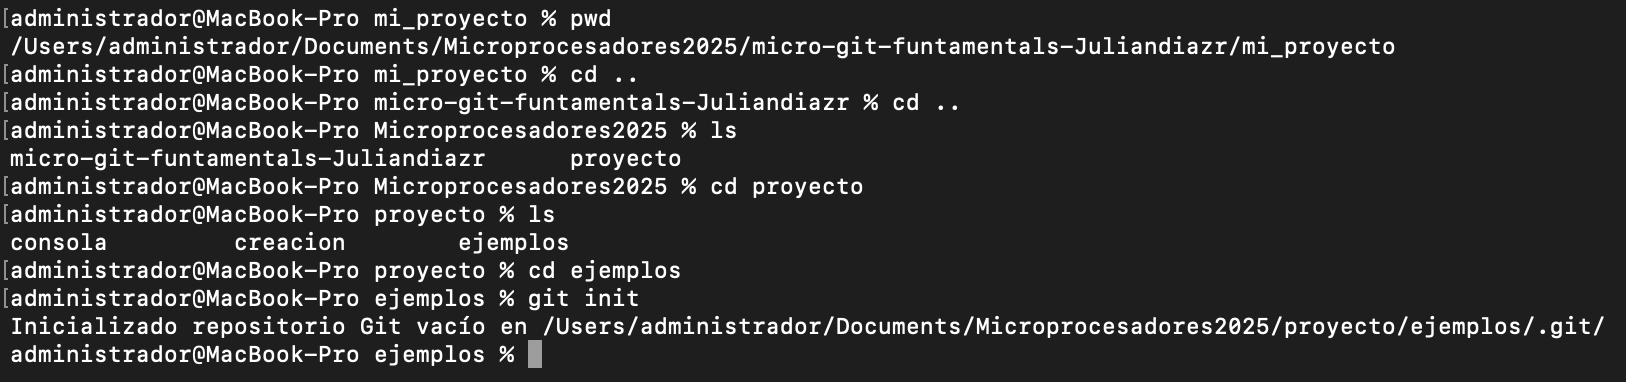 [administrador@MacBook-Pro mi_proyecto % pwd
/Users/administrador/Documents/Microprocesadores2025/micro-git-funtamentals-Juliandiazr/mi_proyecto
[administrador@MacBook-Pro mi_proyecto % cd ..
[administrador@MacBook-Pro micro-git-funtamentals-Juliandiazr % cd ..
[administrador@MacBook-Pro Microprocesadores2025 % ls
micro-git-funtamentals-Juliandiazr      proyecto
[administrador@MacBook-Pro Microprocesadores2025 % cd proyecto
[administrador@MacBook-Pro proyecto % ls
consola         creacion        ejemplos
[administrador@MacBook-Pro proyecto % cd ejemplos
[administrador@MacBook-Pro ejemplos % git init
Inicializado repositorio Git vacío en /Users/administrador/Documents/Microprocesadores2025/proyecto/ejemplos/.git/
administrador@MacBook-Pro ejemplos %